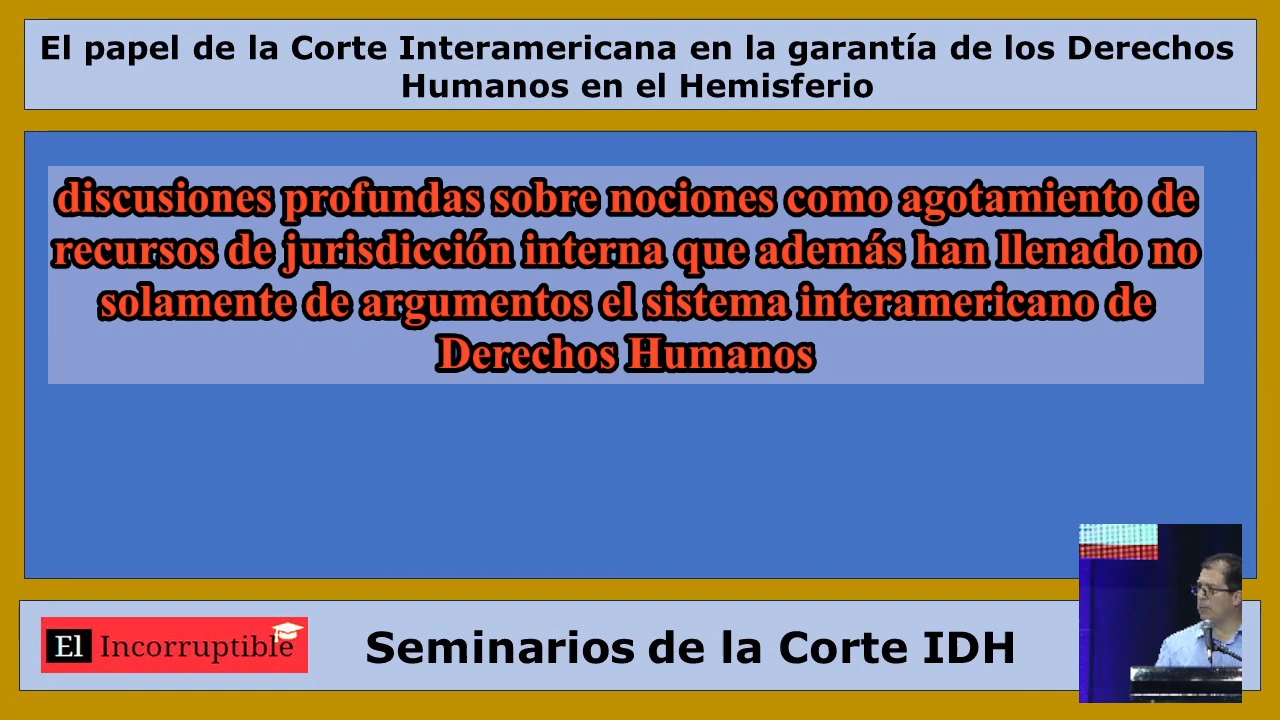 El papel de la Corte Interamericana en la garantía de los Derechos
Humanos en el Hemisferio
discusiones profundas sobre nociones como agotamiento de
recursos de jurisdicción interna que además han llenado no
solamente de argumentos el sistema interamericano de
Derechos Humanos
El Incorruptible
Seminarios de la Corte IDH